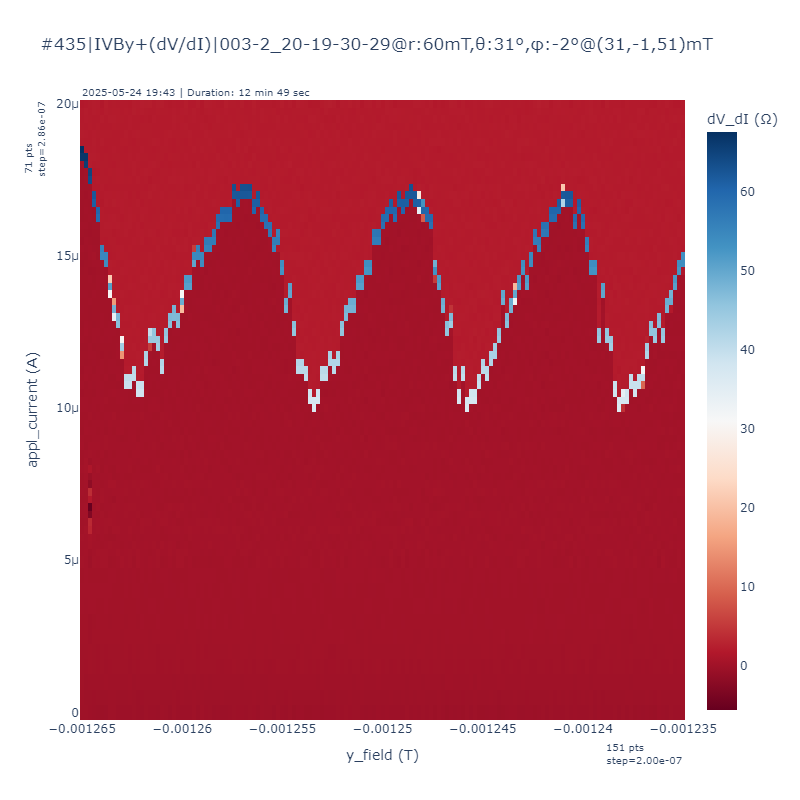 #435|IVBy+(dV/dI)|003-2_20-19-30-29@r:60mT,θ:31°,φ:-2°@(31,-1,51)mT
2025-05-24 19:43 | Duration: 12 min 49 sec
71 pts
step=2.86e-07
appl_current (A)
20μ
15μ
10μ
5μ
0
−0.001265
−0.00126
−0.001255
−0.00125
−0.001245
−0.00124
−0.001235
y_field (T)
151 pts
step=2.00e-07
dV_dI (Ω)
60
50
40
30
20
10
0